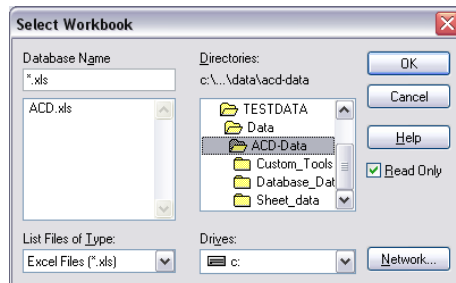 Select Workbook
Database Name
*.xls
ACD.xls
Directories:
c:\...\data\acd-data
TESTDATA
Data
ACD-Data
Custom_Tools
Database_Dat
Sheet_data
OK
Cancel
Help
Read Only
List Files of Type:
Excel Files (*.xls)
Drives:
c:
Network...